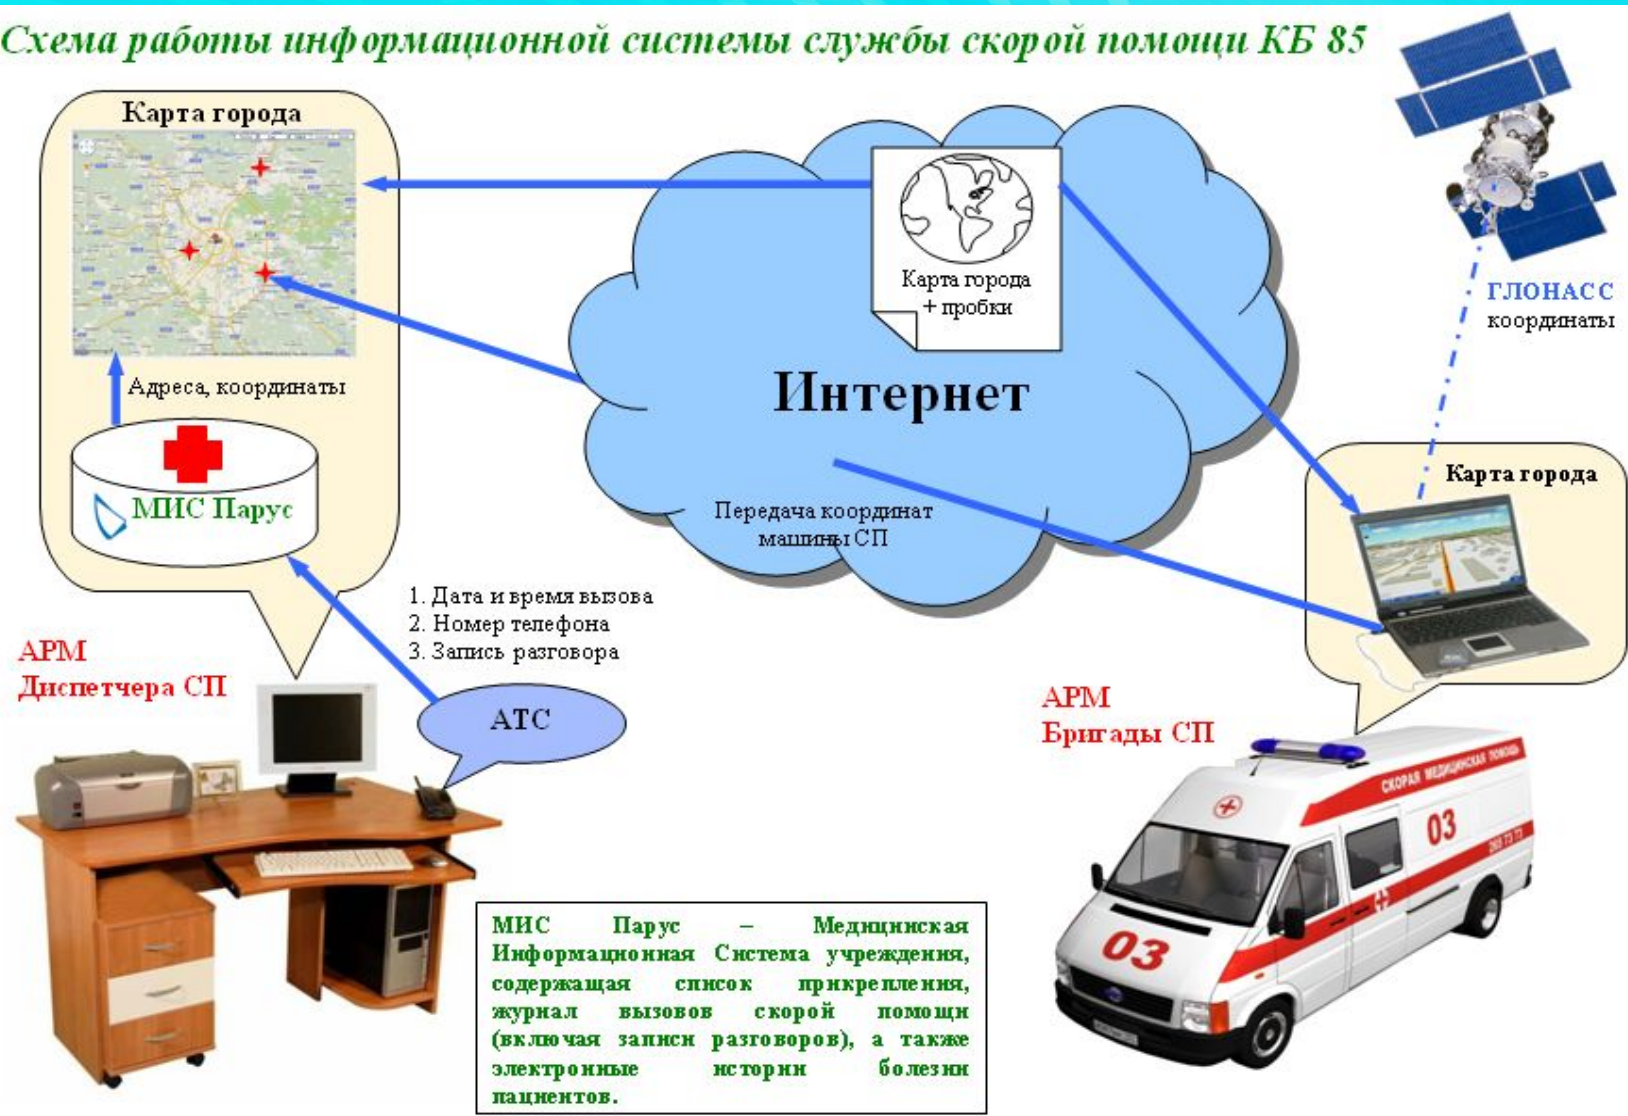 Схема работы информационной системы службы скорой помощи КБ 85
Карта города
Карта города
+ пробки
ГЛОНАСС
координаты
Интернет
Адреса, координаты
МИС Парус
Передача координат
машины СП
Карта города
1. Дата и время вызова
2. Номер телефона
3. Запись разговора
АРМ
Диспетчера СП
АТС
АРМ
Бригады СП
СКОРАЯ МЕДИЦИНСКАЯ ПОМОЩЬ
03
263 73 73
03
МИС Парус – Медицинская
Информационная Система учреждения,
содержащая список прикрепления,
журнал вызовов скорой помощи
(включая записи разговоров), а также
электронные истории болезни
пациентов.